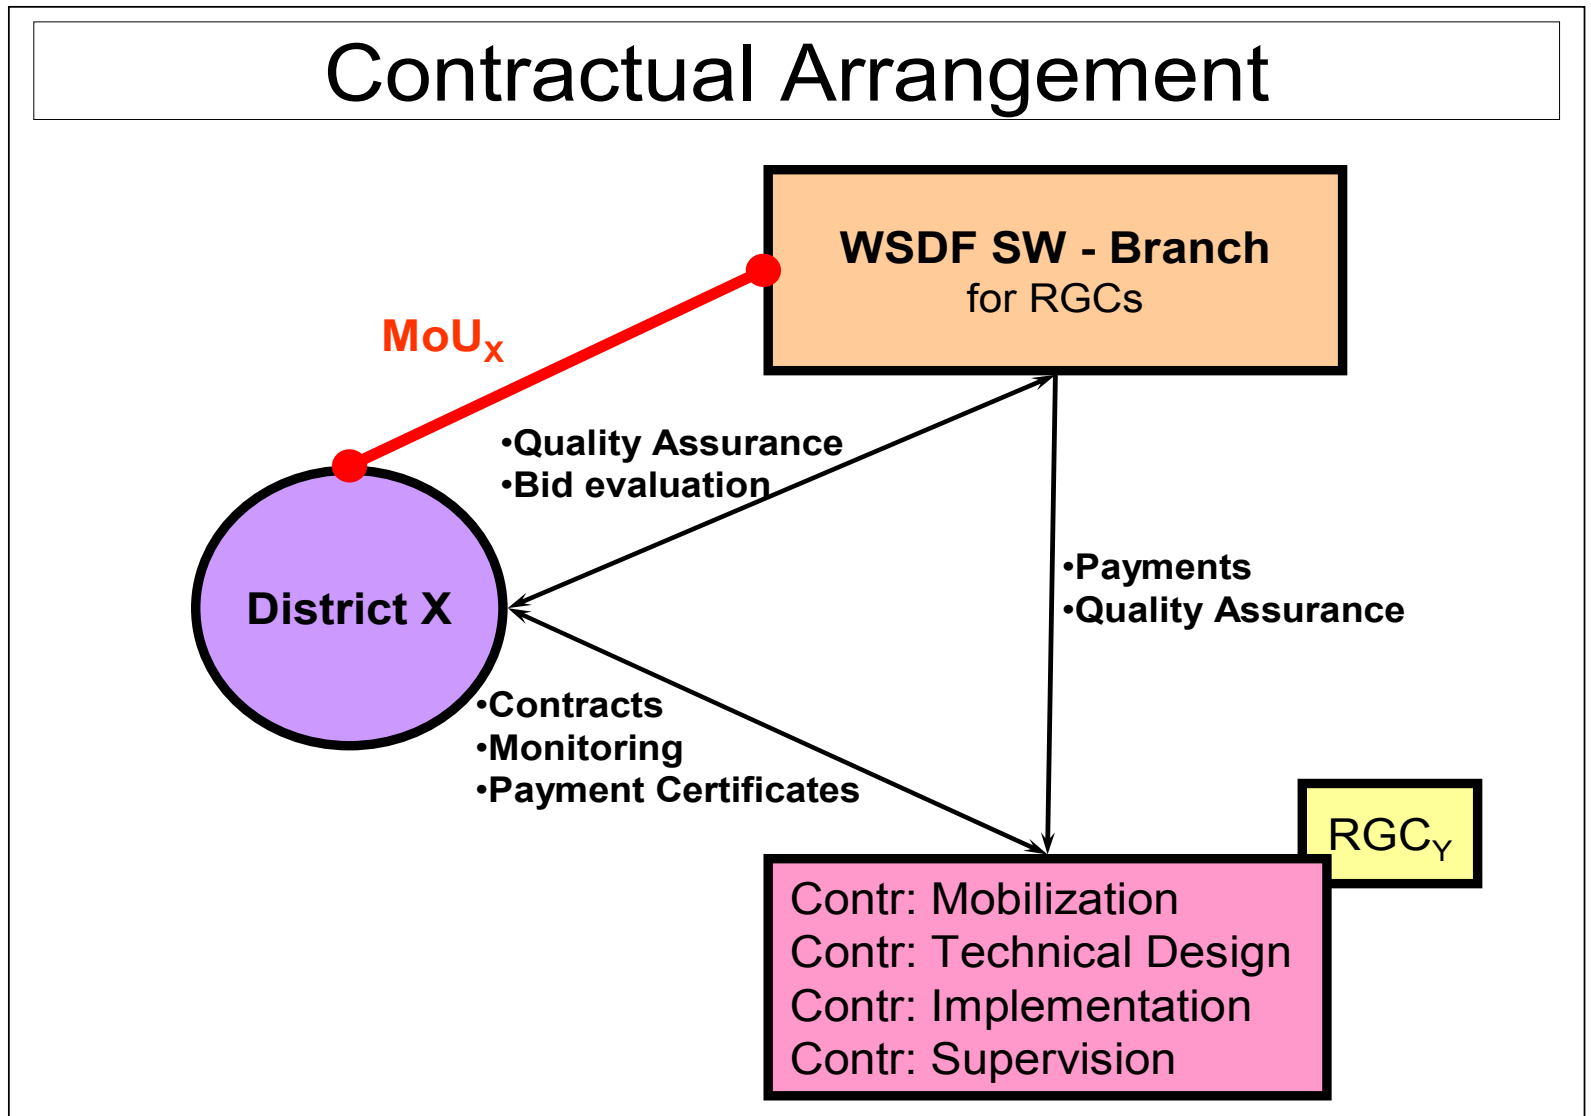 Contractual Arrangement
WSDF SW - Branch
for RGCs
MoUX
•Quality Assurance
•Bid evaluation
District X
•Payments
•Quality Assurance
•Contracts
•Monitoring
•Payment Certificates
RGCY
Contr: Mobilization
Contr: Technical Design
Contr: Implementation
Contr: Supervision